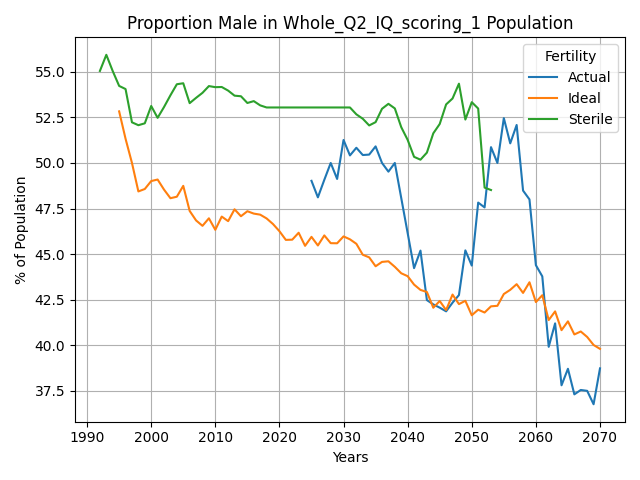 Proportion Male in Whole_Q2_IQ_scoring_1 Population
% of Population
55.0
52.5
50.0
47.5
45.0
42.5
40.0
37.5
Fertility
Actual
Ideal
Sterile
1990 2000 2010 2020 2030 2040 2050 2060 2070
Years